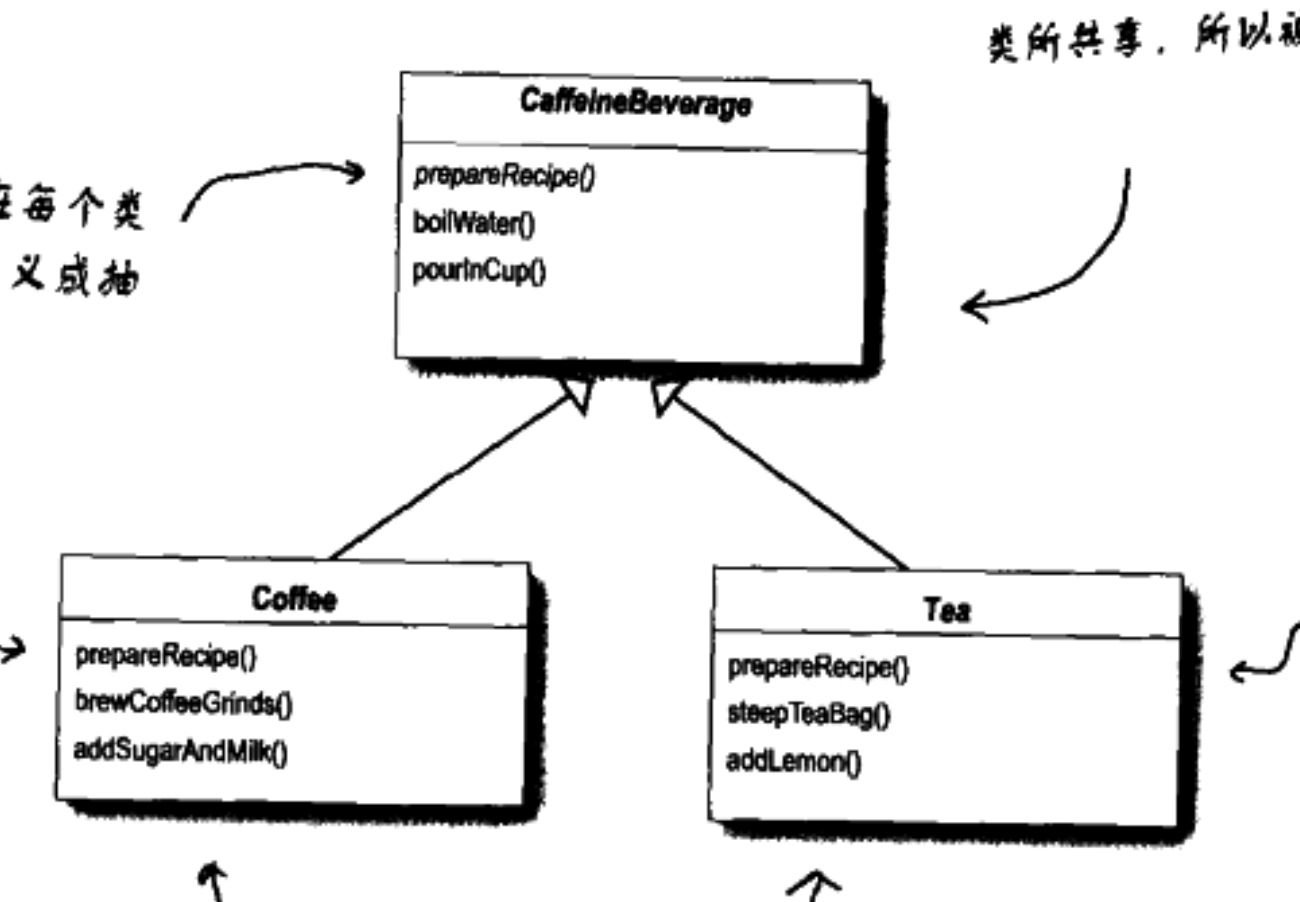 类所共享，所以被
CaffeineBeverage
prepareRecipe()
boilWater()
pourInCup()
在每个类
义成抽
Coffee
prepareRecipe()
brewCoffeeGrinds()
addSugarAndMilk()
Tea
prepareRecipe()
steepTeaBag()
addLemon()